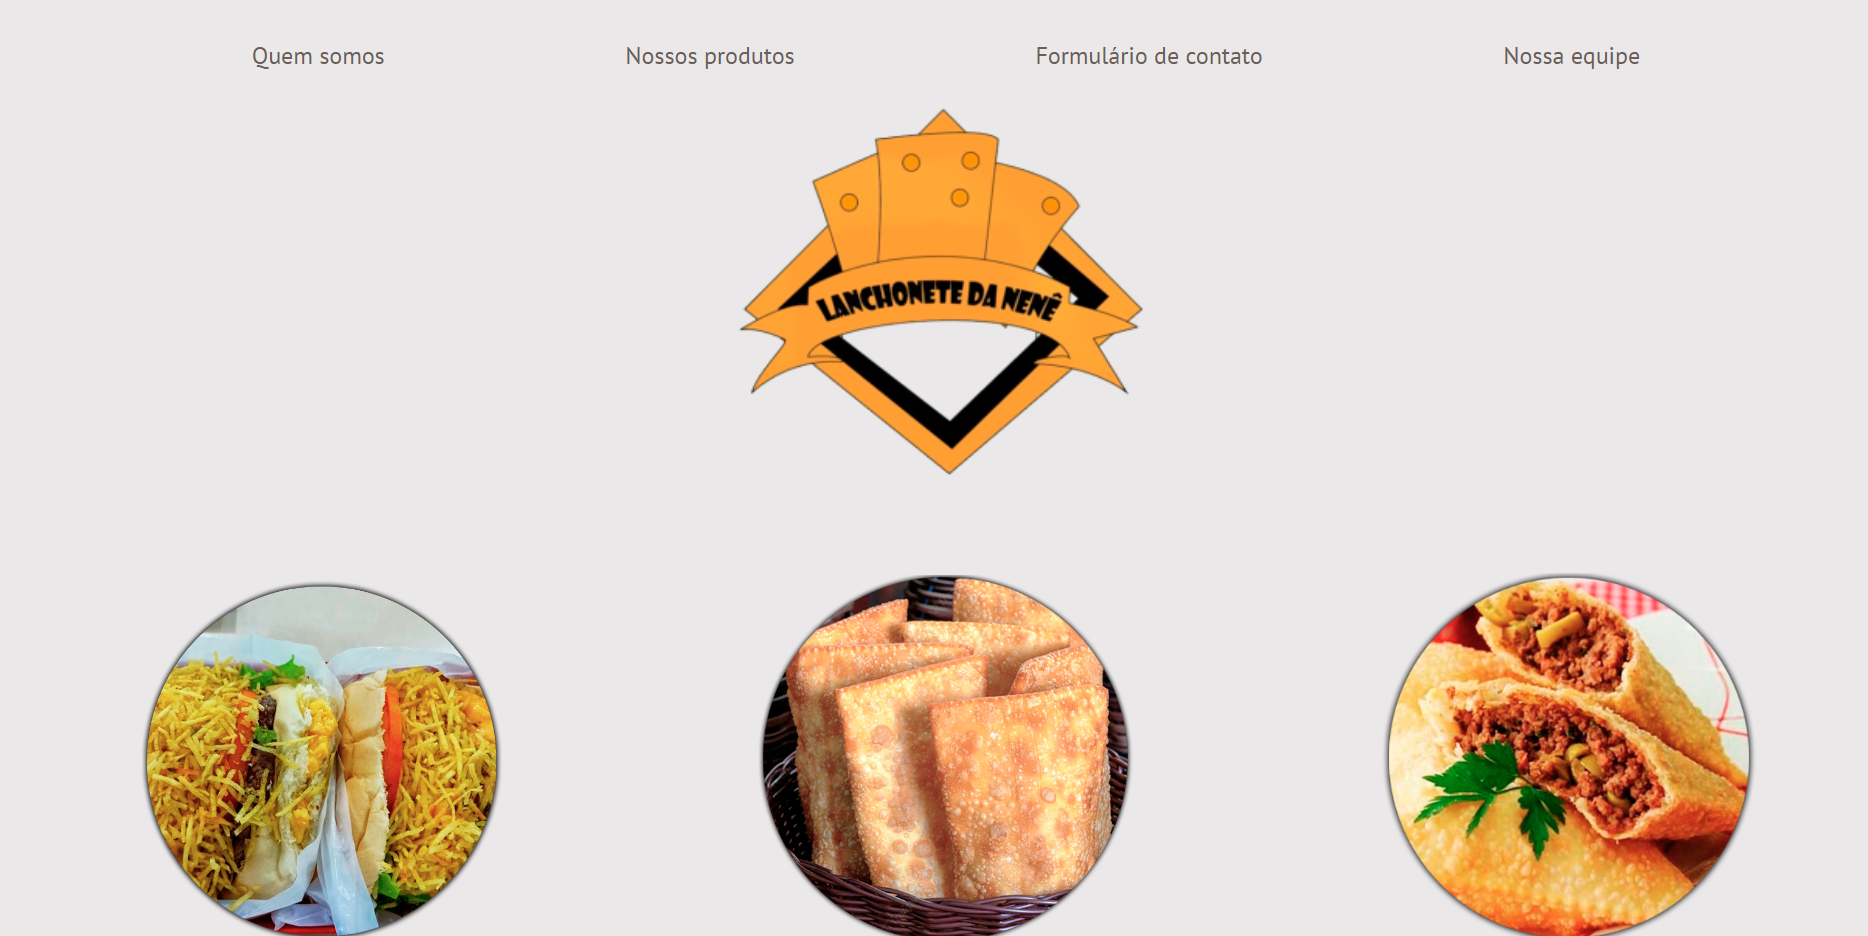 Quem somos
Nossos produtos
Formulário de contato
Nossa equipe
LANCHONETE DA NENÊ